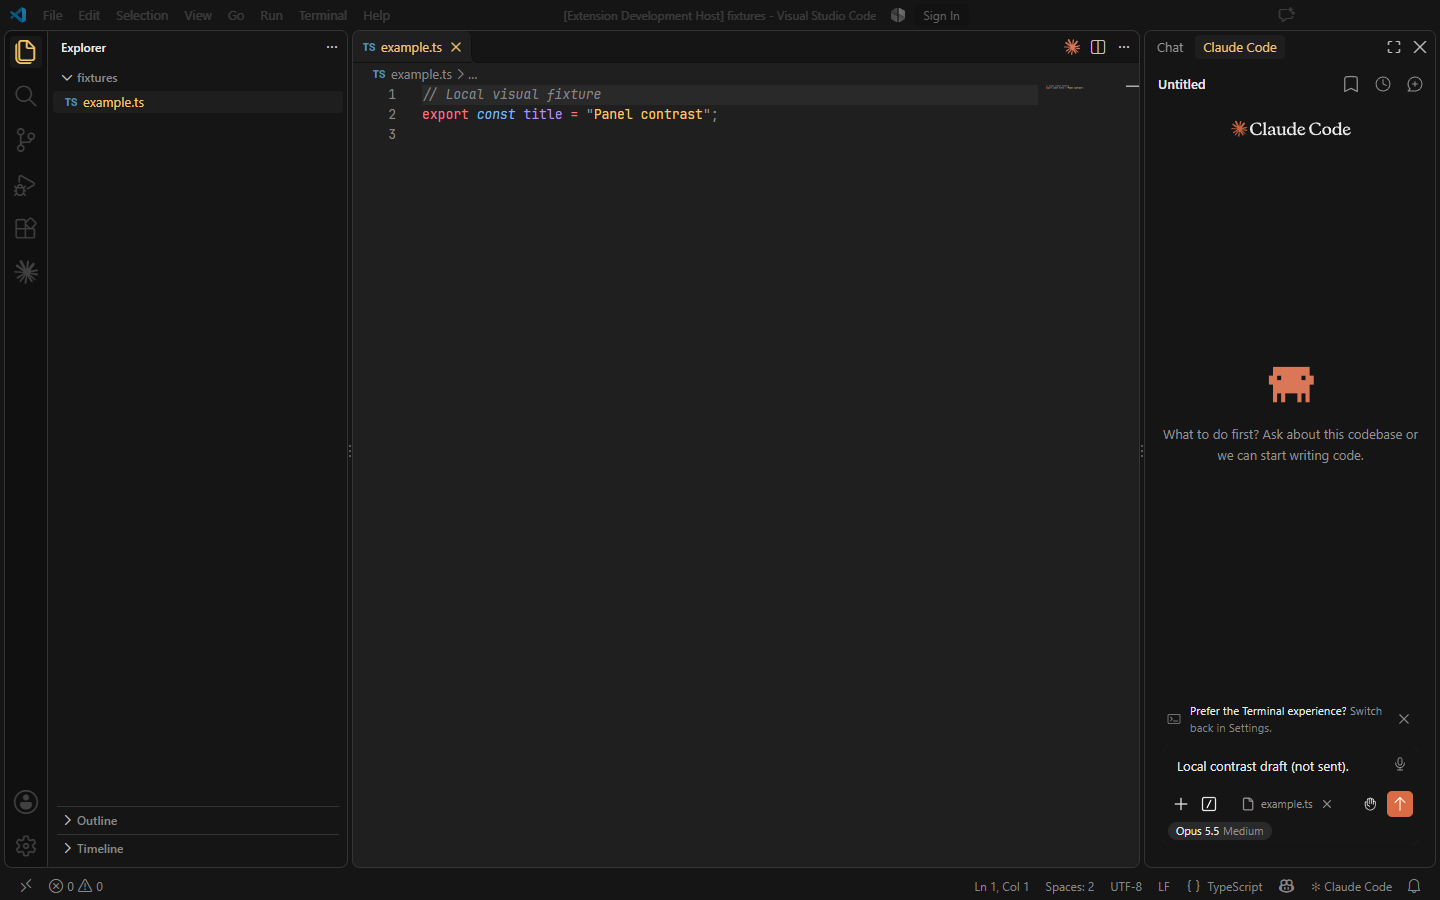 File Edit Selection View Go Run Terminal Help
[Extension Development Host] fixtures - Visual Studio Code
Sign In
Explorer
fixtures
TS example.ts
Outline
Timeline
TS example.ts
TS example.ts > ...
1 // Local visual fixture
2 export const title = "Panel contrast";
3
Chat Claude Code
Untitled
Claude Code
What to do first? Ask about this codebase or
we can start writing code.
Prefer the Terminal experience? Switch
back in Settings.
Local contrast draft (not sent).
example.ts
Opus 5.5 Medium
0 0
Ln 1, Col 1 Spaces: 2 UTF-8 LF { } TypeScript Claude Code